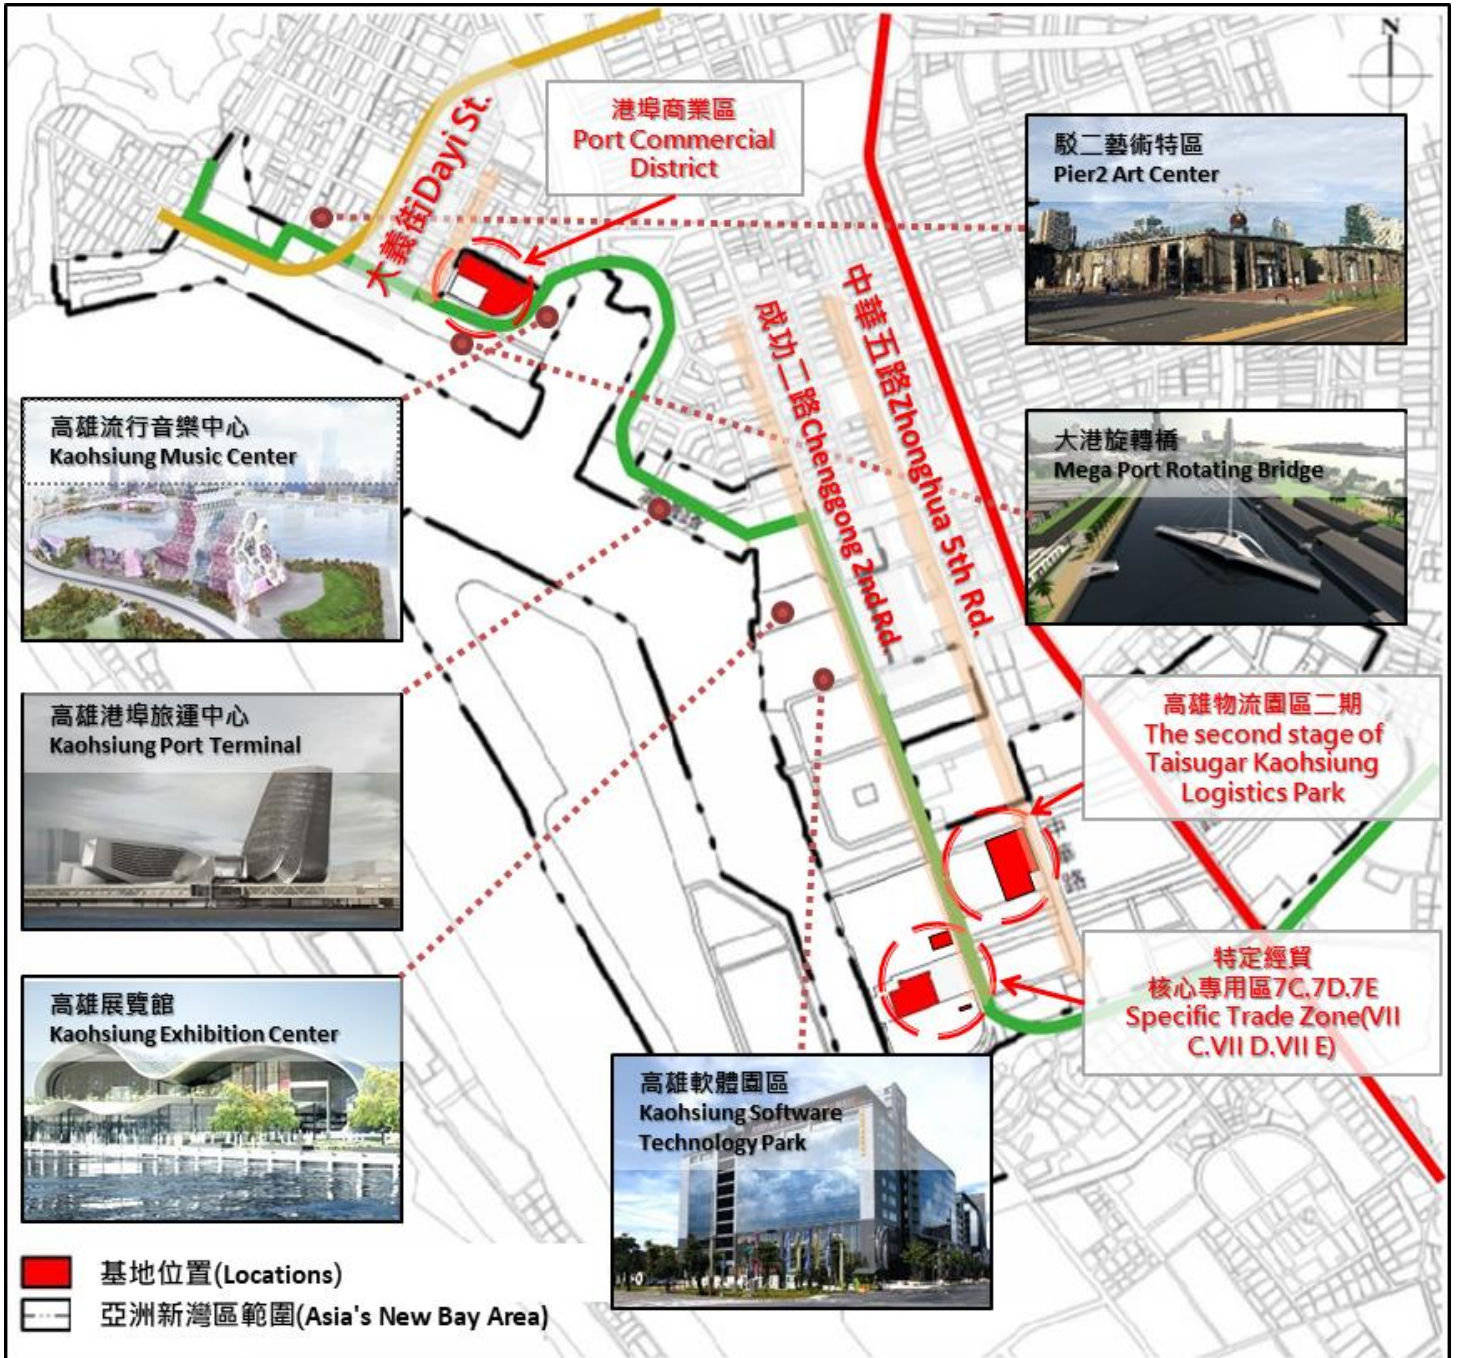 N
港埠商業區
Port Commercial
District
駁二藝術特區
Pier2 Art Center
大義街Dayi St.
中華五路Zhonghua 5th Rd.
成功二路Chenggong 2nd Rd.
高雄流行音樂中心
Kaohsiung Music Center
大港旋轉橋
Mega Port Rotating Bridge
高雄港埠旅運中心
Kaohsiung Port Terminal
高雄物流園區二期
The second stage of
Taisugar Kaohsiung
Logistics Park
中華路
特定經貿
核心專用區7C.7D.7E
Specific Trade Zone(VII
C.VII D.VII E)
高雄展覽館
Kaohsiung Exhibition Center
高雄軟體園區
Kaohsiung Software
Technology Park
基地位置(Locations)
亞洲新灣區範圍(Asia's New Bay Area)